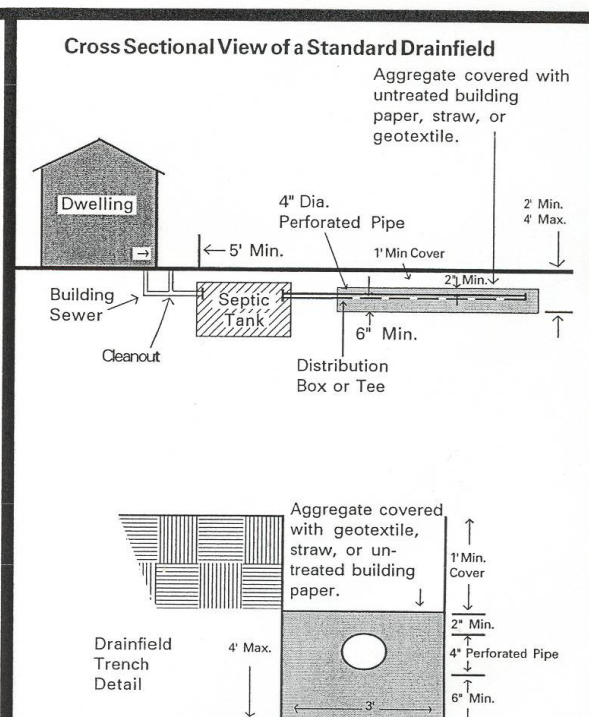 Cross Sectional View of a Standard Drainfield
Aggregate covered with
untreated building
paper, straw, or
geotextile.
Dwelling
4" Dia.
Perforated Pipe
2' Min.
4' Max.
5' Min.
1' Min Cover
2" Min.
Building
Sewer
Septic
Tank
6" Min.
Cleanout
Distribution
Box or Tee
Aggregate covered
with geotextile,
straw, or un-
treated building
paper.
1' Min.
Cover
2" Min.
Drainfield
Trench
Detail
4' Max.
4" Perforated Pipe
6" Min.
3'